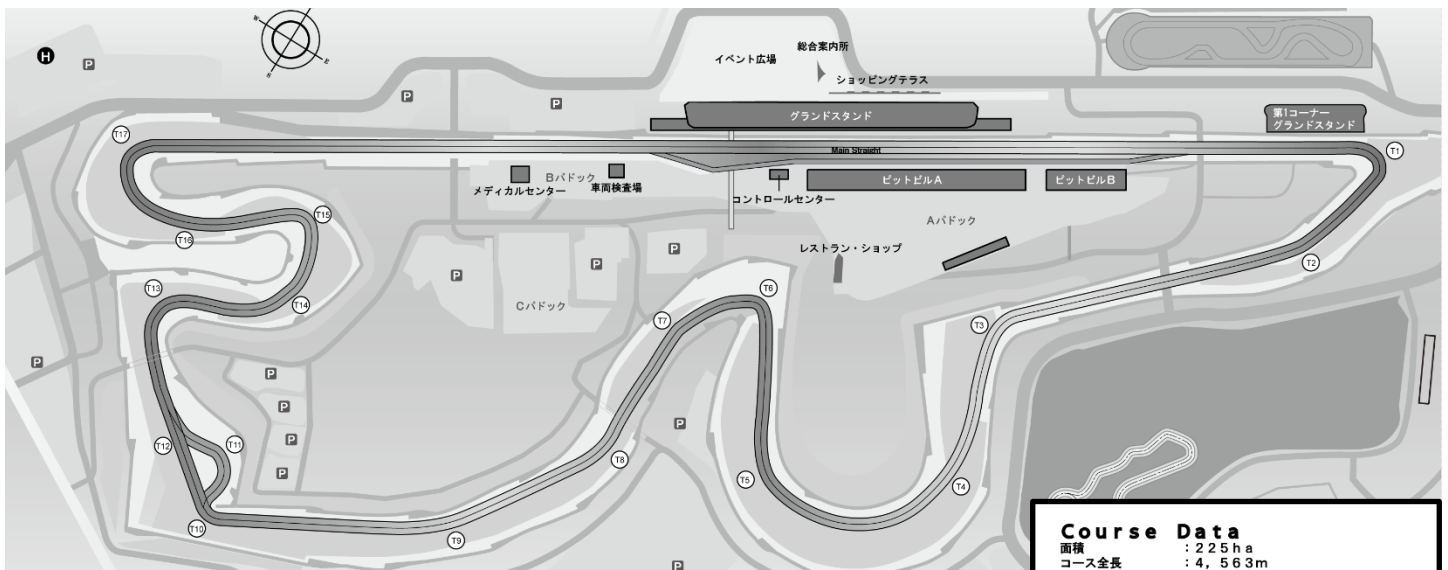 H
P
P
P
W
N
S
E
イベント広場
総合案内所
ショッピングテラス
グランドスタンド
第1コーナー
グランドスタンド
T17
Main Straight
T1
メディカルセンター
Bパドック
車両検査場
コントロールセンター
ピットビルA
ピットビルB
Aパドック
T15
T16
レストラン・ショップ
T2
P
P
P
T13
T14
Cパドック
T6
T7
T3
P
P
P
P
P
P
T12
T11
T8
T5
T4
T10
T9
P
Course Data
面積 :225ha
コース全長 :4,563m